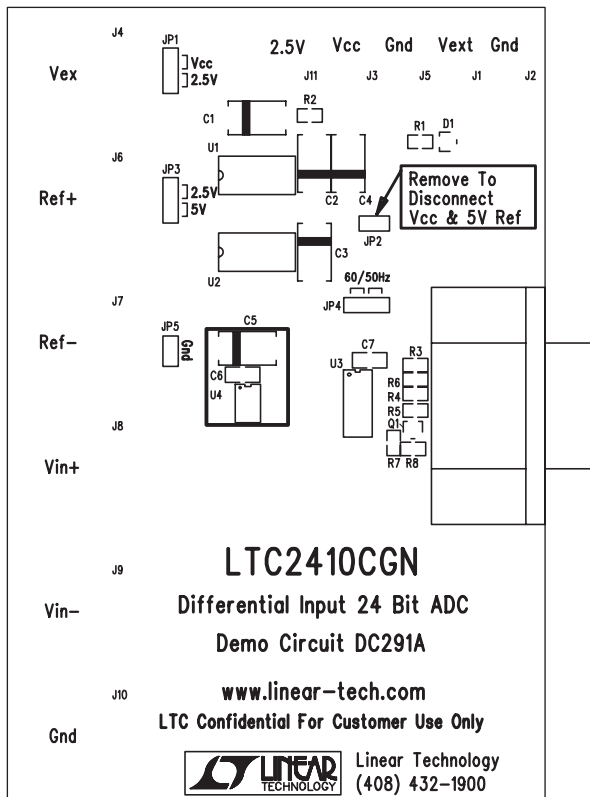 J4
JP1
Vcc
2.5V
Vex
2.5V Vcc Gnd Vext Gnd
J11 J3 J5 J1 J2
R2
C1
R1 D1
U1
J6
JP3
2.5V
5V
Ref+
C2 C4
Remove To
Disconnect
Vcc & 5V Ref
JP2
C3
U2
60/50Hz
JP4
J7
Ref-
JP5
Gnd
C5
C6
U4
C7
U3
R3
R6
R4
R5
Q1
R7 R8
J8
Vin+
LTC2410CGN
J9
Differential Input 24 Bit ADC
Vin-
Demo Circuit DC291A
J10
www.linear-tech.com
LTC Confidential For Customer Use Only
Gnd
LT LINEAR
TECHNOLOGY
Linear Technology
(408) 432-1900